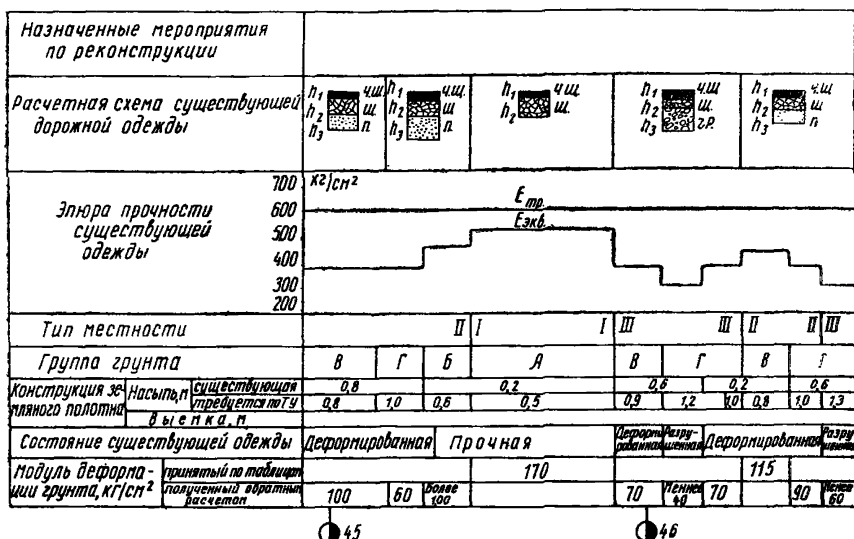 Назначенные мероприятия
по реконструкции
Расчетная схема существующей
дорожной одежды
h1 ч.щ.
h2 щ.
h3 п.
h1 ч.щ.
h2 щ
h3 п.
h1 ч.щ.
h2 щ.
h1 ч.щ.
h2 щ.
h3 г.р.
h1 ч.щ.
h2 щ
h3 п.
Эпюра прочности
существующей
одежды
700 кг/см²
600
500
400
300
200
Eтр.
Eэкв.
Тип местности II I I III III II II III
Группа грунта В Г Б А В Г В Г
Конструкция земляного полотна
Насыпь, м
существующая 0,8 0,2 0,6 0,2 0,6
требуется по ТУ 0,8 1,0 0,6 0,5 0,9 1,2 1,0 0,8 1,0 1,3
Выемка, м
Состояние существующей одежды Деформированная Прочная Деформированная Разрушенная Деформированная
Модуль деформации грунта, кг/см²
принятый по таблицам 170 115
полученный обратным расчетом 100 60 Более 100 70 Менее 40 70 90 Менее 60
45 46